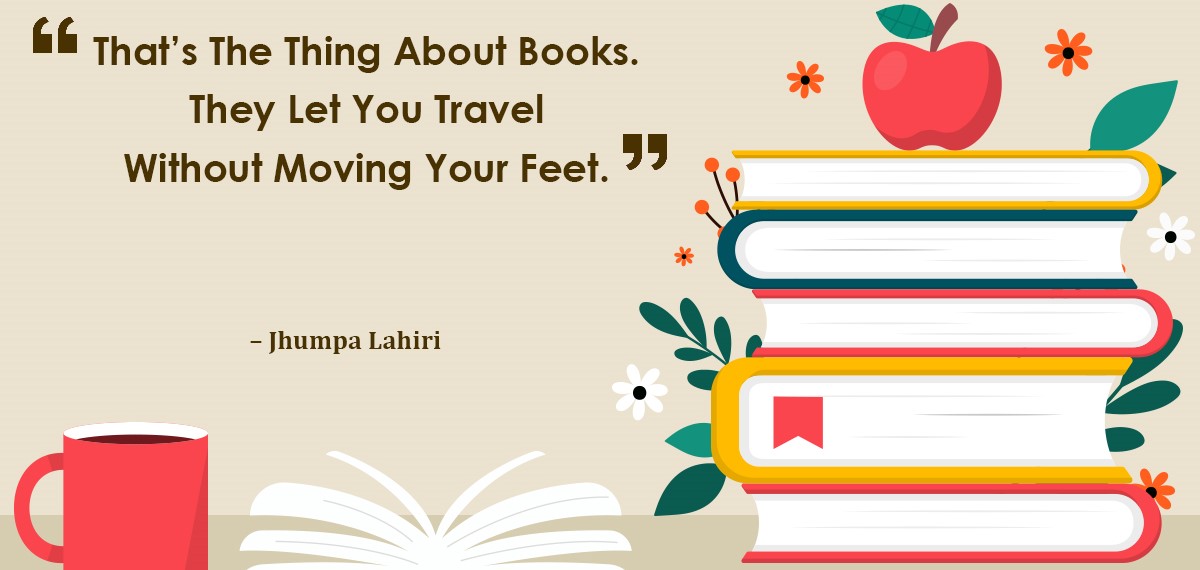 “ That’s The Thing About Books.
They Let You Travel
Without Moving Your Feet. ”
– Jhumpa Lahiri